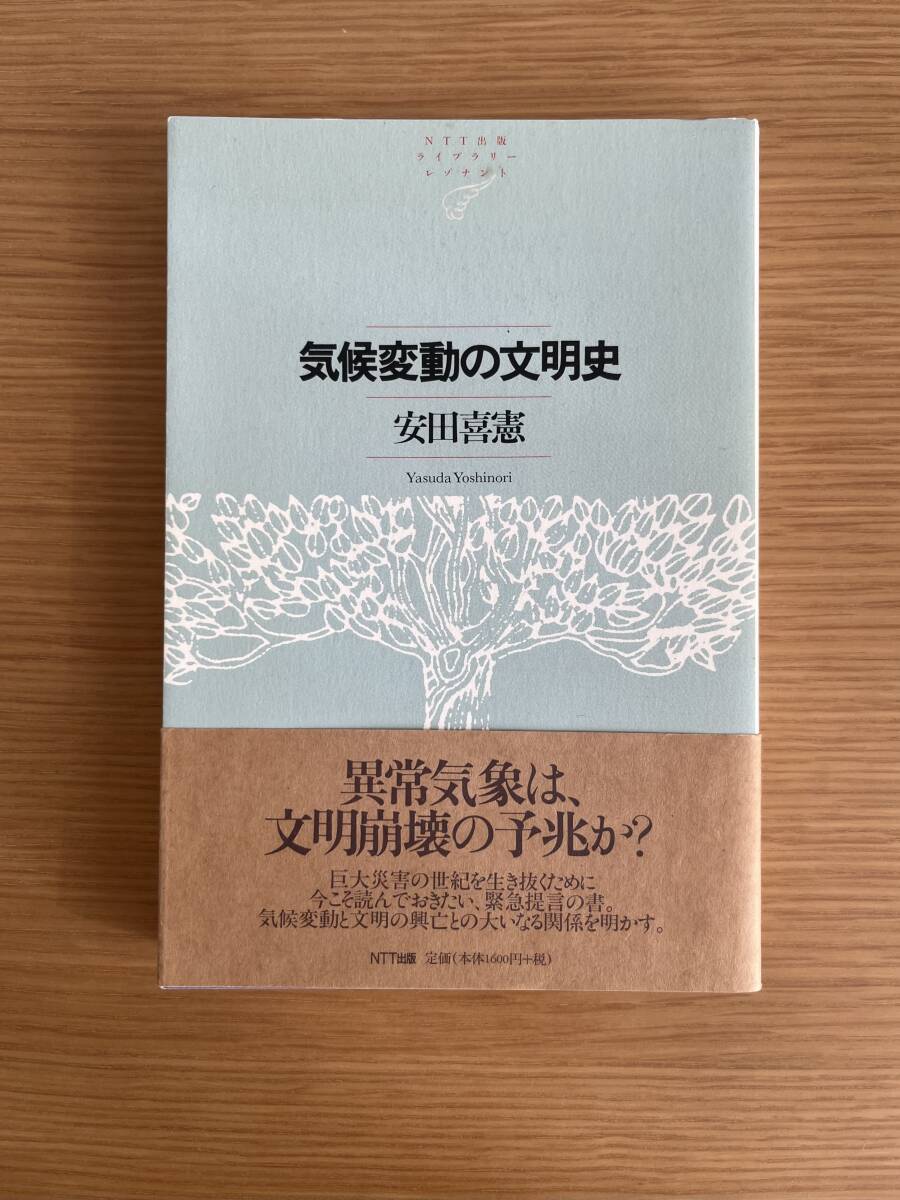 NTT出版
ライブラリー
レゾナント
気候変動の文明史
安田喜憲
Yasuda Yoshinori
異常気象は、
文明崩壊の予兆か?
巨大災害の世紀を生き抜くために
今こそ読んでおきたい、緊急提言の書。
気候変動と文明の興亡との大いなる関係を明かす。
NTT出版 定価(本体1600円+税)